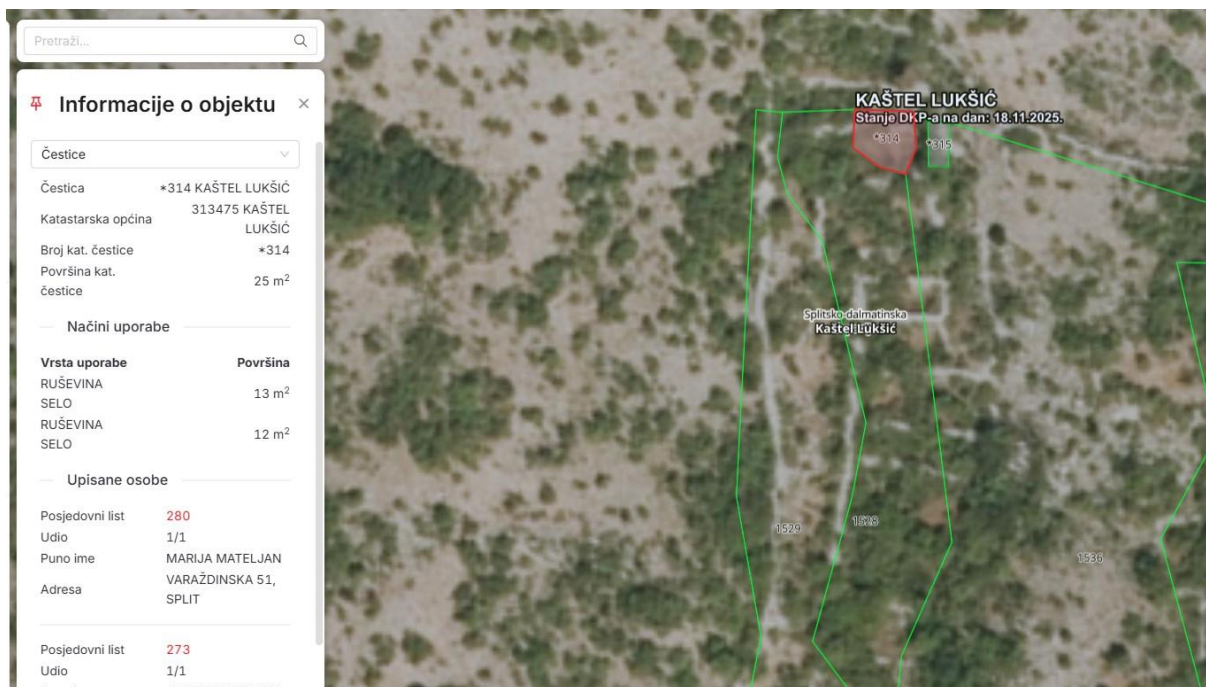 Pretraži...
Informacije o objektu
Čestice
Čestica *314 KAŠTEL LUKŠIĆ
Katastarska općina 313475 KAŠTEL
LUKŠIĆ
Broj kat. čestice *314
Površina kat.
čestice 25 m²
Načini uporabe
Vrsta uporabe Površina
RUŠEVINA
SELO 13 m²
RUŠEVINA
SELO 12 m²
Upisane osobe
Posjedovni list 280
Udio 1/1
Puno ime MARIJA MATELJAN
Adresa VARAŽDINSKA 51,
SPLIT
Posjedovni list 273
Udio 1/1
KAŠTEL LUKŠIĆ
Stanje DKP-a na dan: 18.11.2025.
*314
*315
Splitsko-dalmatinska
Kaštel Lukšić
1529
1528
1536